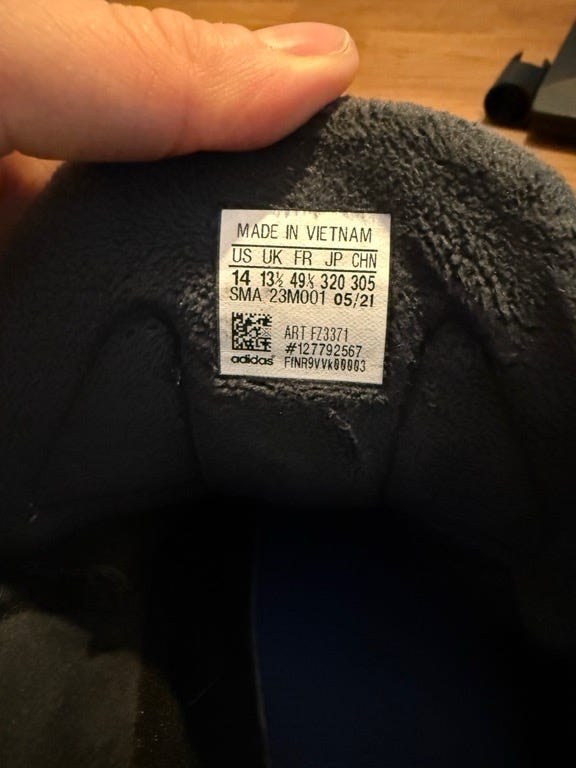 MADE IN VIETNAM
US UK FR JP CHN
14 13½ 49⅓ 320 305
SMA 23M001 05/21
ART FZ3371
#127792567
adidas